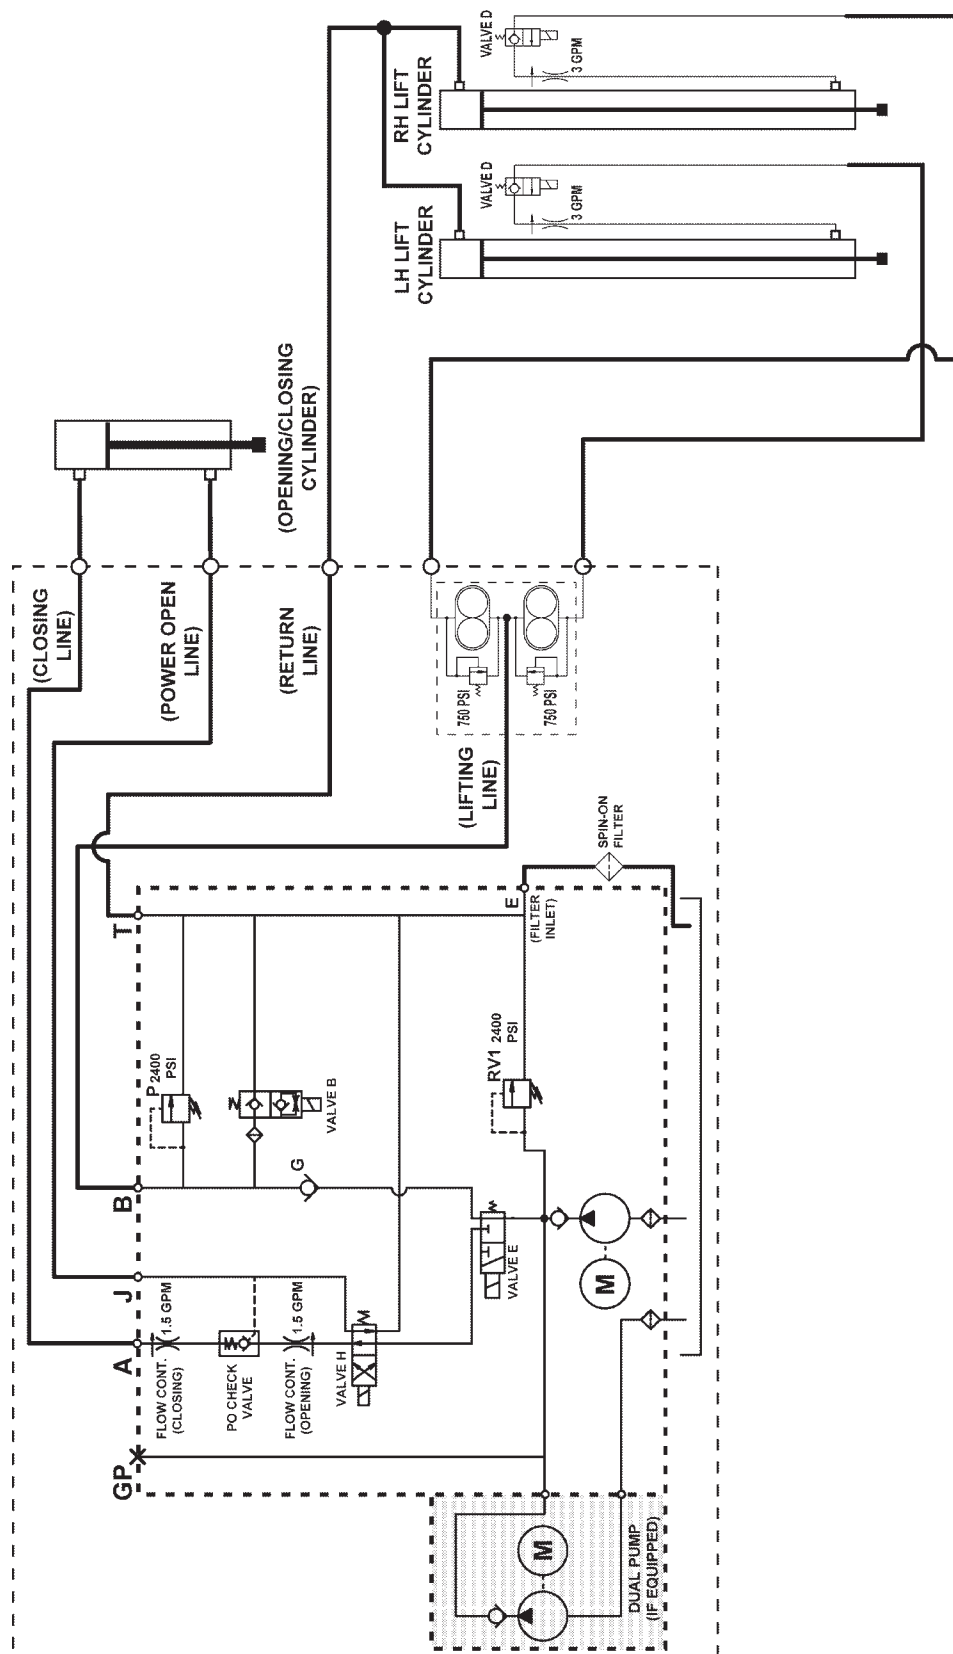 VALVE D
3 GPM
RH LIFT
CYLINDER
VALVE D
3 GPM
LH LIFT
CYLINDER
(OPENING/CLOSING
CYLINDER)
(CLOSING
LINE)
(POWER OPEN
LINE)
(RETURN
LINE)
750 PSI
750 PSI
(LIFTING
LINE)
SPIN-ON
FILTER
T
E
(FILTER
INLET)
P 2400
PSI
VALVE B
RV1 2400
PSI
B
G
J
VALVE E
A
1.5 GPM
FLOW CONT.
(CLOSING)
PO CHECK
VALVE
1.5 GPM
FLOW CONT.
(OPENING)
VALVE H
M
GP
M
DUAL PUMP
(IF EQUIPPED)